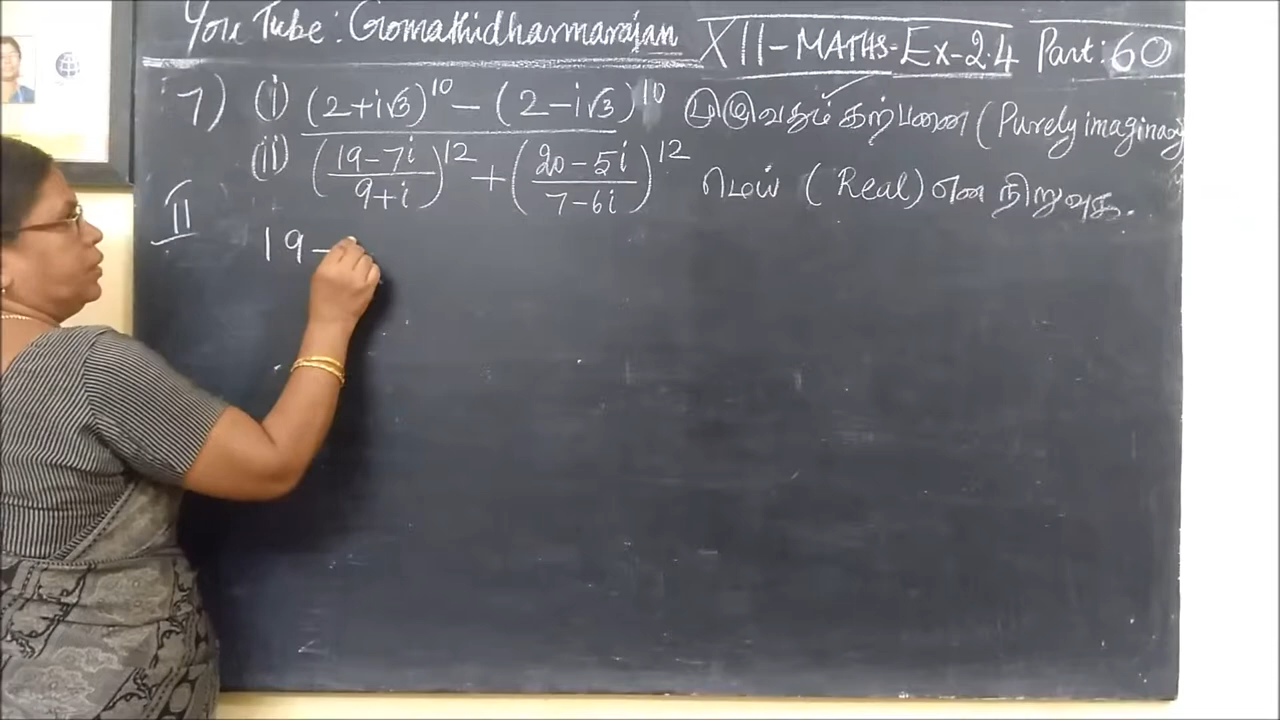 You Tube: Gomathidharmarajan XII-MATHS-Ex-2.4 Part: 60
7) (i) (2+i√3)^10 - (2-i√3)^10 முழுவதும் கற்பனை (Purely imaginary)
(ii) ((19-7i)/(9+i))^12 + ((20-5i)/(7-6i))^12 மெய் (Real) என நிறுவுக.
II
19-